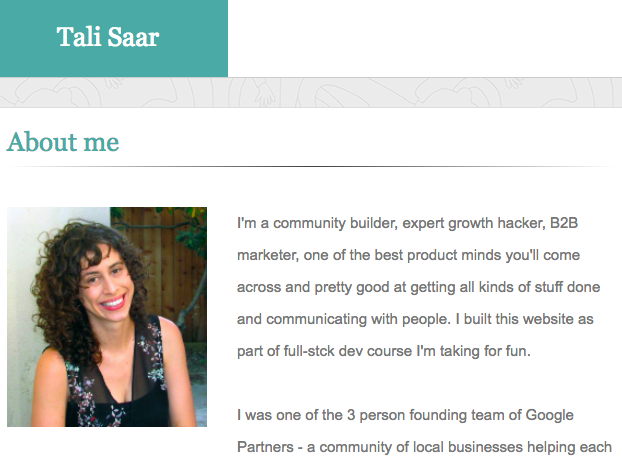 Tali Saar
About me
I'm a community builder, expert growth hacker, B2B
marketer, one of the best product minds you'll come
across and pretty good at getting all kinds of stuff done
and communicating with people. I built this website as
part of full-stck dev course I'm taking for fun.
I was one of the 3 person founding team of Google
Partners - a community of local businesses helping each